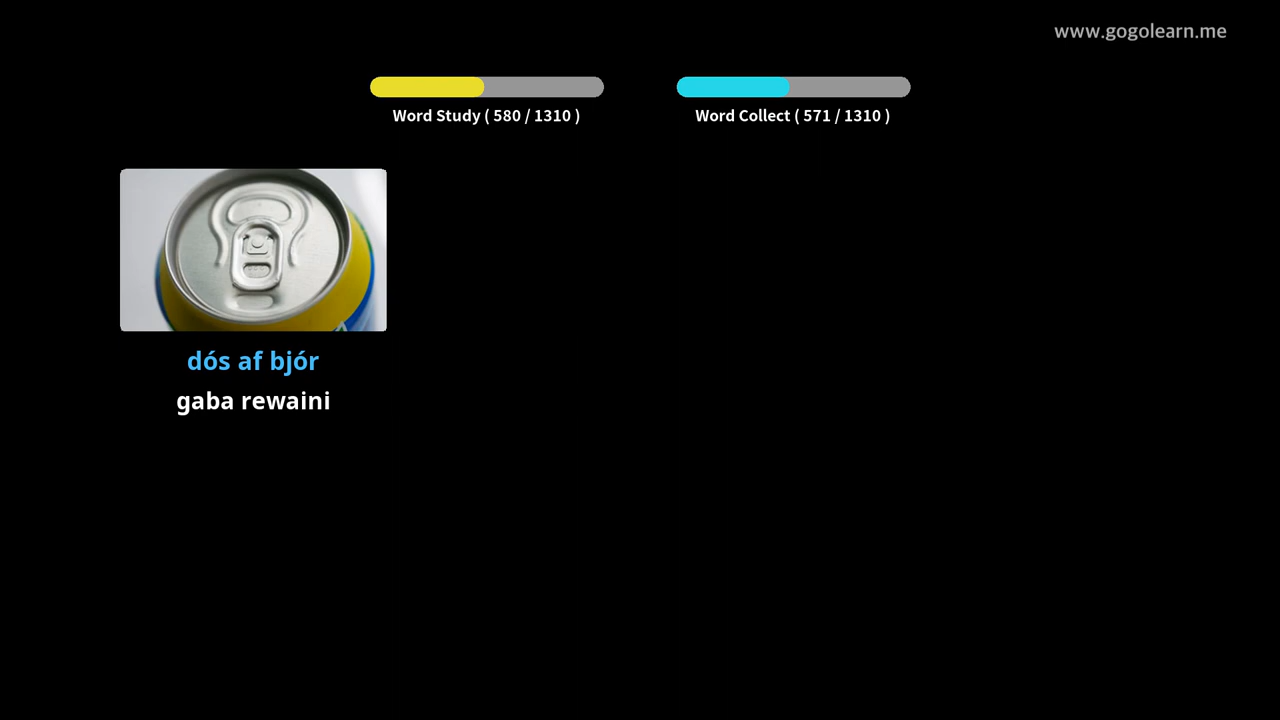 www.gogolearn.me
Word Study ( 580 / 1310 )
Word Collect ( 571 / 1310 )
dós af bjór
gaba rewaini